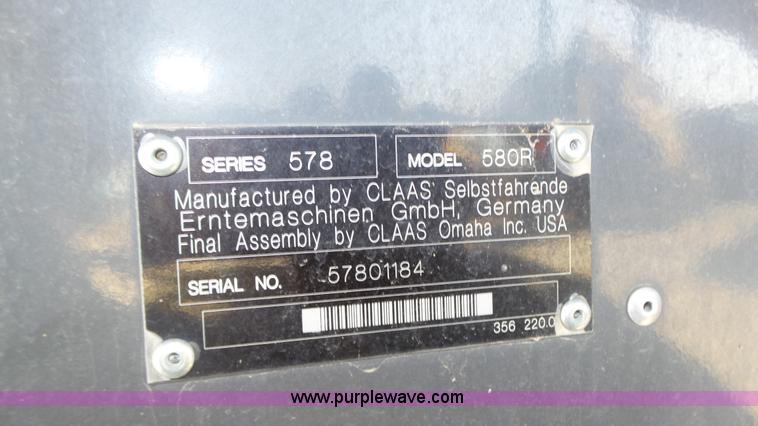 SERIES 578 MODEL 580R
Manufactured by CLAAS Selbstfahrende
Erntemaschinen GmbH, Germany
Final Assembly by CLAAS Omaha Inc. USA
SERIAL NO. 57801184
356 220.0
www.purplewave.com